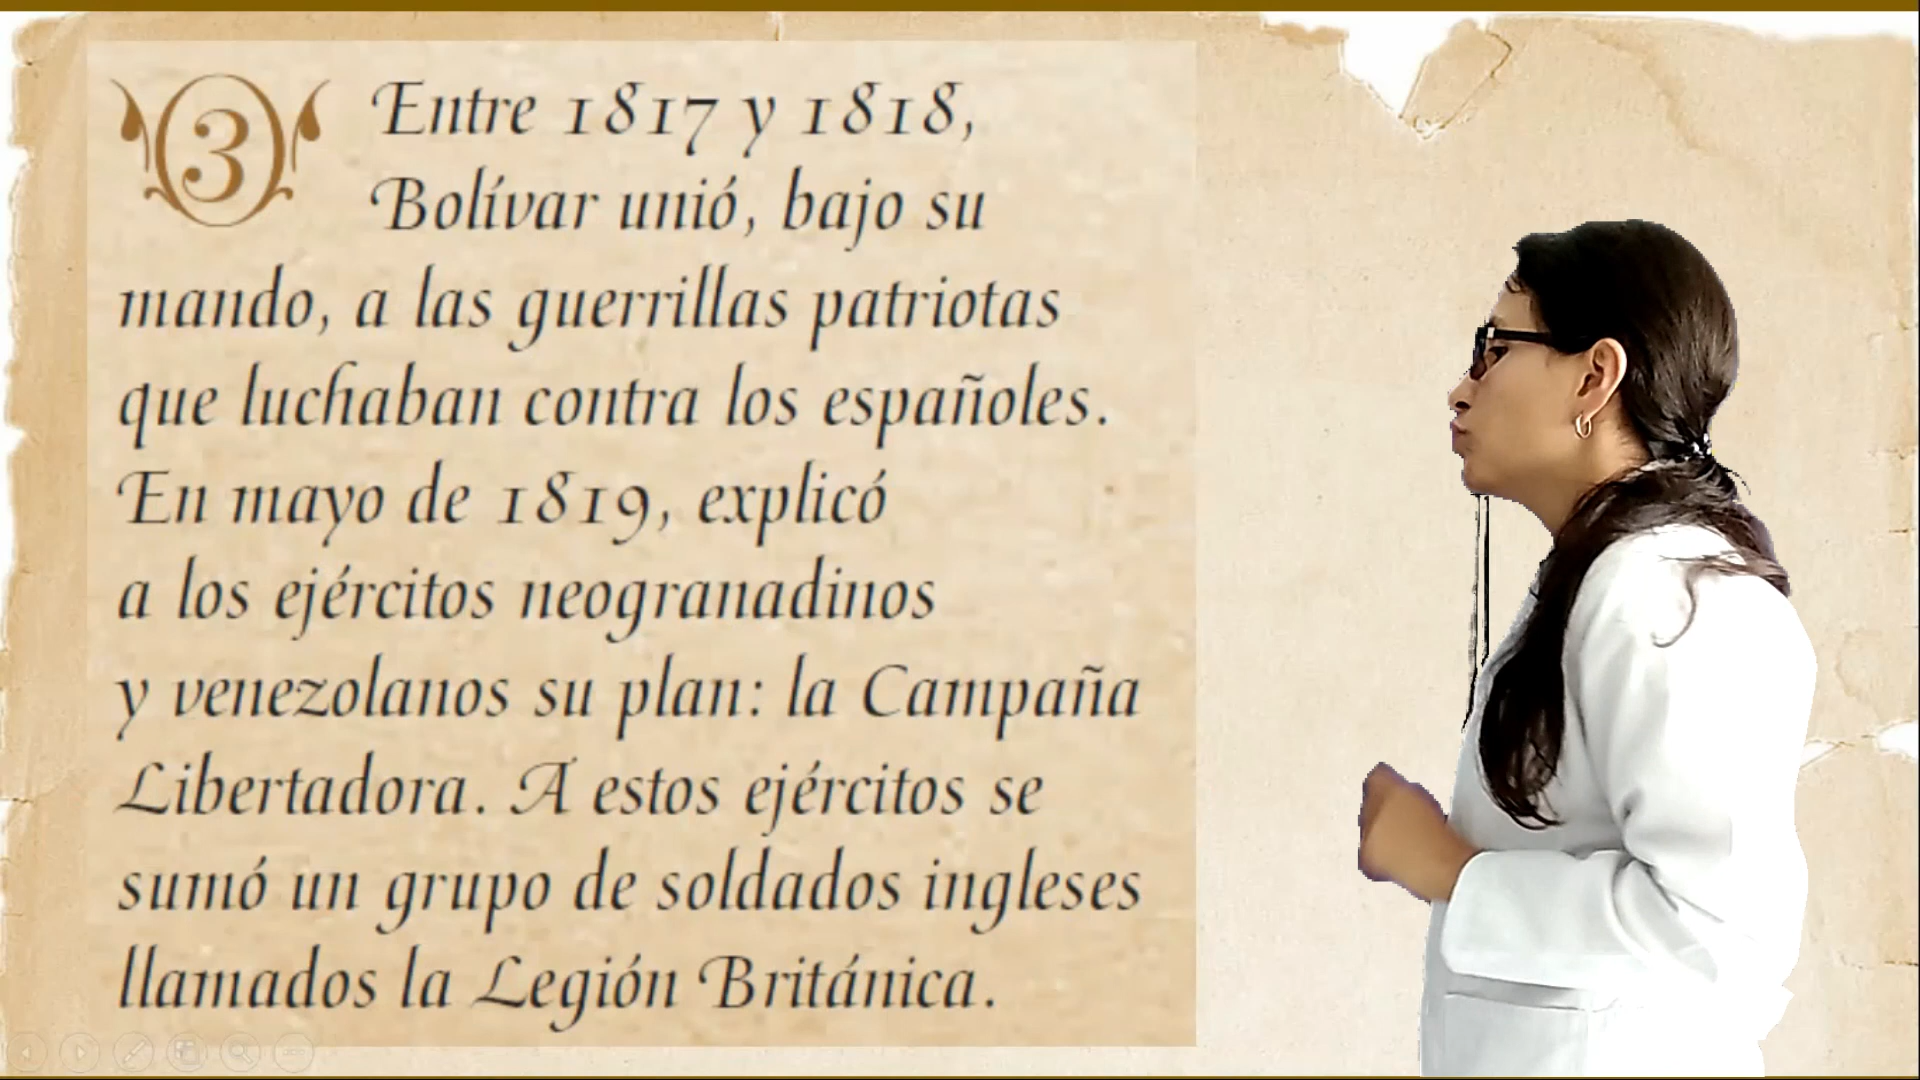 3
Entre 1817 y 1818,
Bolívar unió, bajo su
mando, a las guerrillas patriotas
que luchaban contra los españoles.
En mayo de 1819, explicó
a los ejércitos neogranadinos
y venezolanos su plan: la Campaña
Libertadora. A estos ejércitos se
sumó un grupo de soldados ingleses
llamados la Legión Británica.